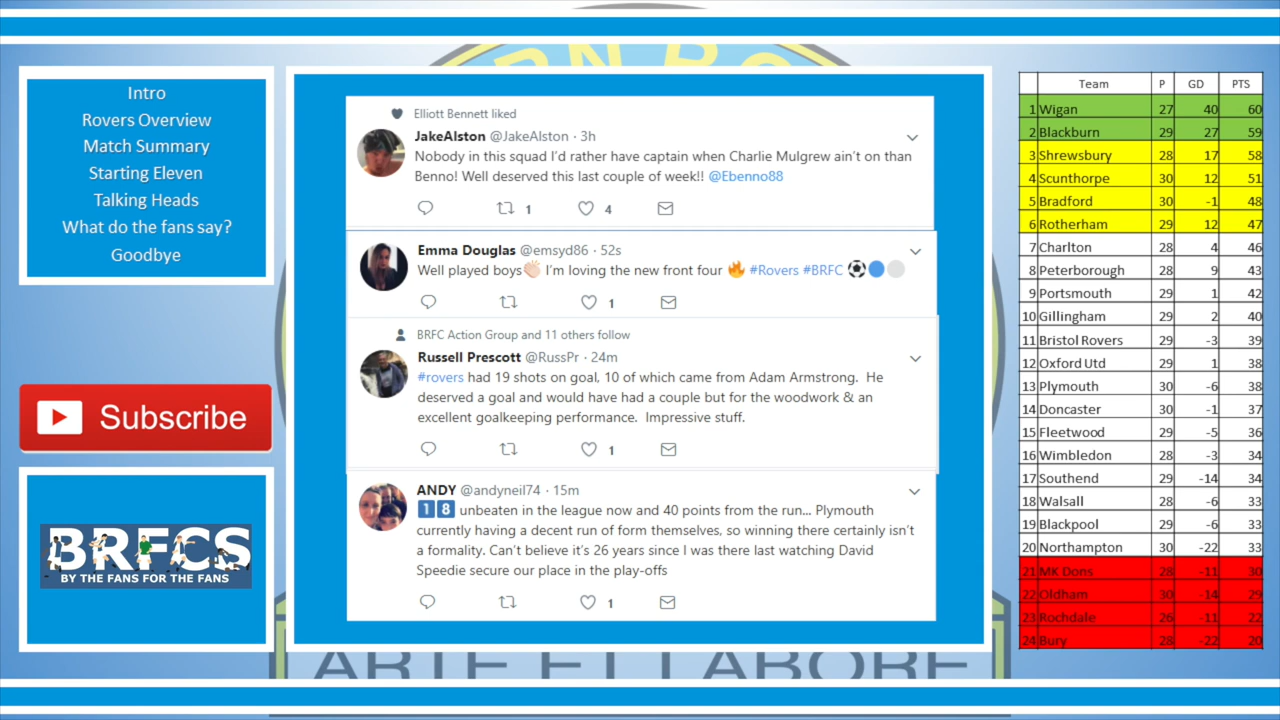 RN RO
Intro
Rovers Overview
Match Summary
Starting Eleven
Talking Heads
What do the fans say?
Goodbye
Subscribe
BRFCS
BY THE FANS FOR THE FANS
Elliott Bennett liked
JakeAlston @JakeAlston · 3h
Nobody in this squad I'd rather have captain when Charlie Mulgrew ain't on than
Benno! Well deserved this last couple of week!! @Ebenno88
1 4
Emma Douglas @emsyd86 · 52s
Well played boys👏🏻 I'm loving the new front four 🔥 #Rovers #BRFC ⚽🔵⚪
1
BRFC Action Group and 11 others follow
Russell Prescott @RussPr · 24m
#rovers had 19 shots on goal, 10 of which came from Adam Armstrong. He
deserved a goal and would have had a couple but for the woodwork & an
excellent goalkeeping performance. Impressive stuff.
1
ANDY @andyneil74 · 15m
1️⃣8️⃣ unbeaten in the league now and 40 points from the run... Plymouth
currently having a decent run of form themselves, so winning there certainly isn't
a formality. Can't believe it's 26 years since I was there last watching David
Speedie secure our place in the play-offs
1
Team P GD PTS
1 Wigan 27 40 60
2 Blackburn 29 27 59
3 Shrewsbury 28 17 58
4 Scunthorpe 30 12 51
5 Bradford 30 -1 48
6 Rotherham 29 12 47
7 Charlton 28 4 46
8 Peterborough 28 9 43
9 Portsmouth 29 1 42
10 Gillingham 29 2 40
11 Bristol Rovers 29 -3 39
12 Oxford Utd 29 1 38
13 Plymouth 30 -6 38
14 Doncaster 30 -1 37
15 Fleetwood 29 -5 36
16 Wimbledon 28 -3 34
17 Southend 29 -14 34
18 Walsall 28 -6 33
19 Blackpool 29 -6 33
20 Northampton 30 -22 33
21 MK Dons 28 -11 30
22 Oldham 30 -14 29
23 Rochdale 26 -11 22
24 Bury 28 -22 20
ARTE ET LABORE